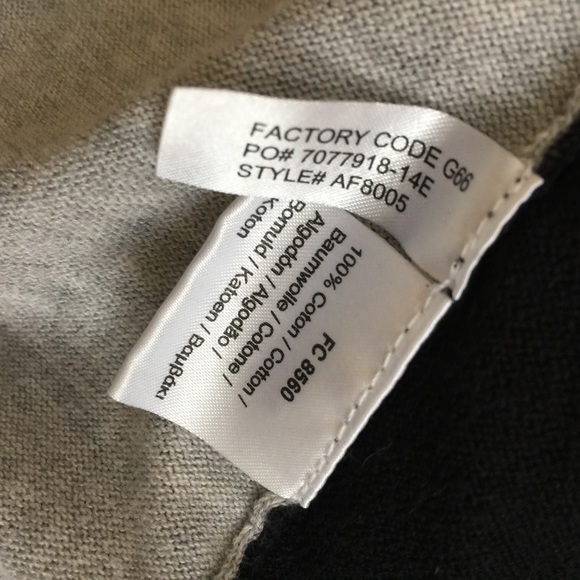 FACTORY CODE G66
PO# 7077918-14E
STYLE# AF8005
FC 8560
100% Coton / Cotton /
Baumwolle / Cotone /
Algodón / Algodão /
Bomuld / Katoen / Βαμβάκι
Koton